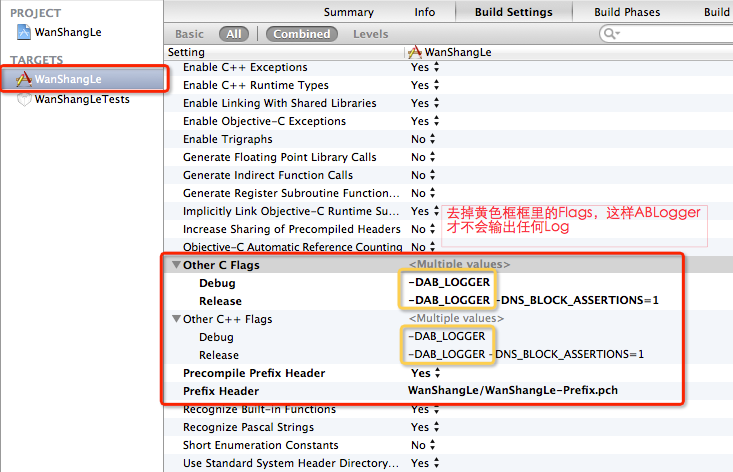 PROJECT
WanShangLe
TARGETS
WanShangLe
WanShangLeTests
Summary Info Build Settings Build Phases Build
Basic All Combined Levels
Setting WanShangLe
Enable C++ Exceptions Yes
Enable C++ Runtime Types Yes
Enable Linking With Shared Libraries Yes
Enable Objective-C Exceptions Yes
Enable Trigraphs No
Generate Floating Point Library Calls No
Generate Indirect Function Calls No
Generate Register Subroutine Function... No
Implicitly Link Objective-C Runtime Su... Yes
去掉黄色框框里的Flags，这样ABLogger
才不会输出任何Log
Increase Sharing of Precompiled Headers No
Objective-C Automatic Reference Counting No
Other C Flags <Multiple values>
Debug -DAB_LOGGER
Release -DAB_LOGGER -DNS_BLOCK_ASSERTIONS=1
Other C++ Flags <Multiple values>
Debug -DAB_LOGGER
Release -DAB_LOGGER -DNS_BLOCK_ASSERTIONS=1
Precompile Prefix Header Yes
Prefix Header WanShangLe/WanShangLe-Prefix.pch
Recognize Built-in Functions Yes
Recognize Pascal Strings Yes
Short Enumeration Constants No
Use Standard System Header Directory... Yes